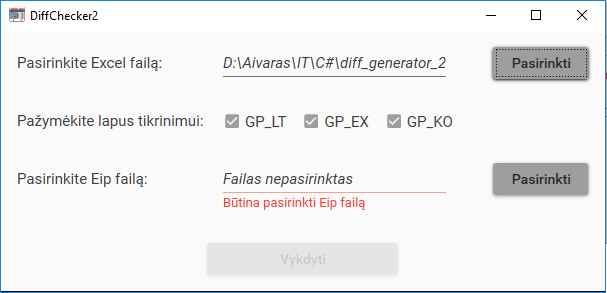 DiffChecker2
Pasirinkite Excel failą: D:\Aivaras\IT\C#\diff_generator_2 Pasirinkti
Pažymėkite lapus tikrinimui: GP_LT GP_EX GP_KO
Pasirinkite Eip failą: Failas nepasirinktas Pasirinkti
Būtina pasirinkti Eip failą
Vykdyti